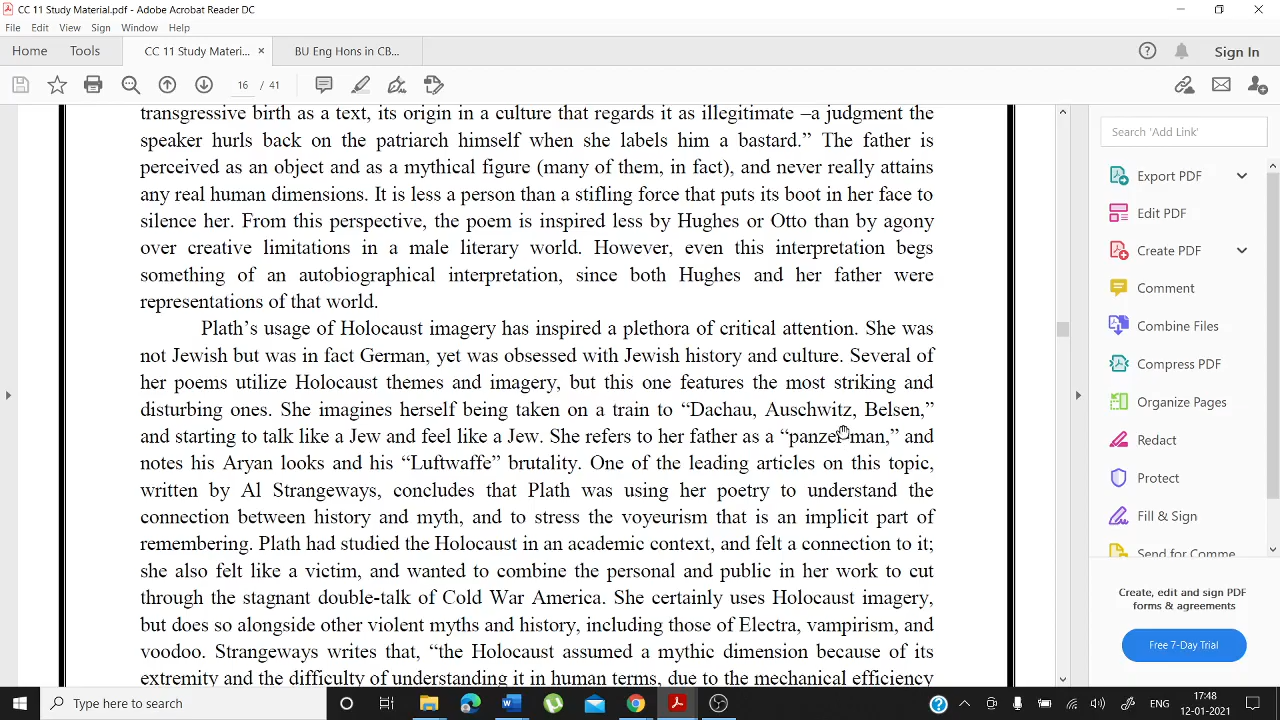 CC 11 Study Material.pdf - Adobe Acrobat Reader DC
File Edit View Sign Window Help
Home Tools CC 11 Study Materi... × BU Eng Hons in CB... Sign In
16 / 41
transgressive birth as a text, its origin in a culture that regards it as illegitimate –a judgment the
speaker hurls back on the patriarch himself when she labels him a bastard.” The father is
perceived as an object and as a mythical figure (many of them, in fact), and never really attains
any real human dimensions. It is less a person than a stifling force that puts its boot in her face to
silence her. From this perspective, the poem is inspired less by Hughes or Otto than by agony
over creative limitations in a male literary world. However, even this interpretation begs
something of an autobiographical interpretation, since both Hughes and her father were
representations of that world.
Plath’s usage of Holocaust imagery has inspired a plethora of critical attention. She was
not Jewish but was in fact German, yet was obsessed with Jewish history and culture. Several of
her poems utilize Holocaust themes and imagery, but this one features the most striking and
disturbing ones. She imagines herself being taken on a train to “Dachau, Auschwitz, Belsen,”
and starting to talk like a Jew and feel like a Jew. She refers to her father as a “panzer-man,” and
notes his Aryan looks and his “Luftwaffe” brutality. One of the leading articles on this topic,
written by Al Strangeways, concludes that Plath was using her poetry to understand the
connection between history and myth, and to stress the voyeurism that is an implicit part of
remembering. Plath had studied the Holocaust in an academic context, and felt a connection to it;
she also felt like a victim, and wanted to combine the personal and public in her work to cut
through the stagnant double-talk of Cold War America. She certainly uses Holocaust imagery,
but does so alongside other violent myths and history, including those of Electra, vampirism, and
voodoo. Strangeways writes that, “the Holocaust assumed a mythic dimension because of its
extremity and the difficulty of understanding it in human terms, due to the mechanical efficiency
Search 'Add Link'
Export PDF
Edit PDF
Create PDF
Comment
Combine Files
Compress PDF
Organize Pages
Redact
Protect
Fill & Sign
Send for Comme
Create, edit and sign PDF
forms & agreements
Free 7-Day Trial
Type here to search
ENG
17:48
12-01-2021